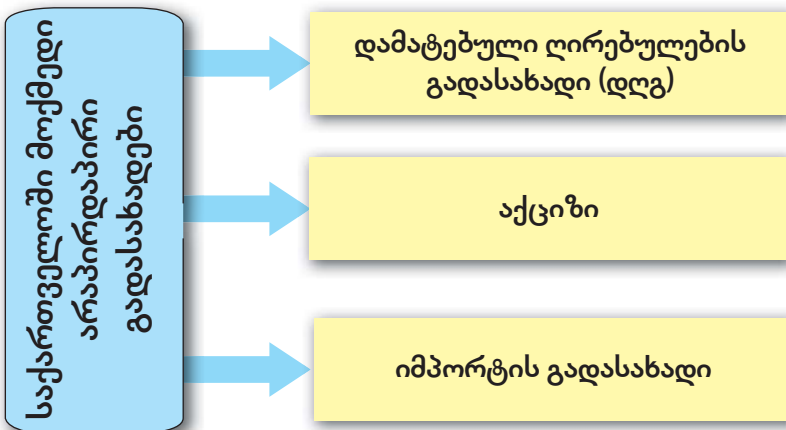 საქართველოში მოქმედი
არაპირდაპირი
გადასახადები
დამატებული ღირებულების
გადასახადი (დღგ)
აქციზი
იმპორტის გადასახადი